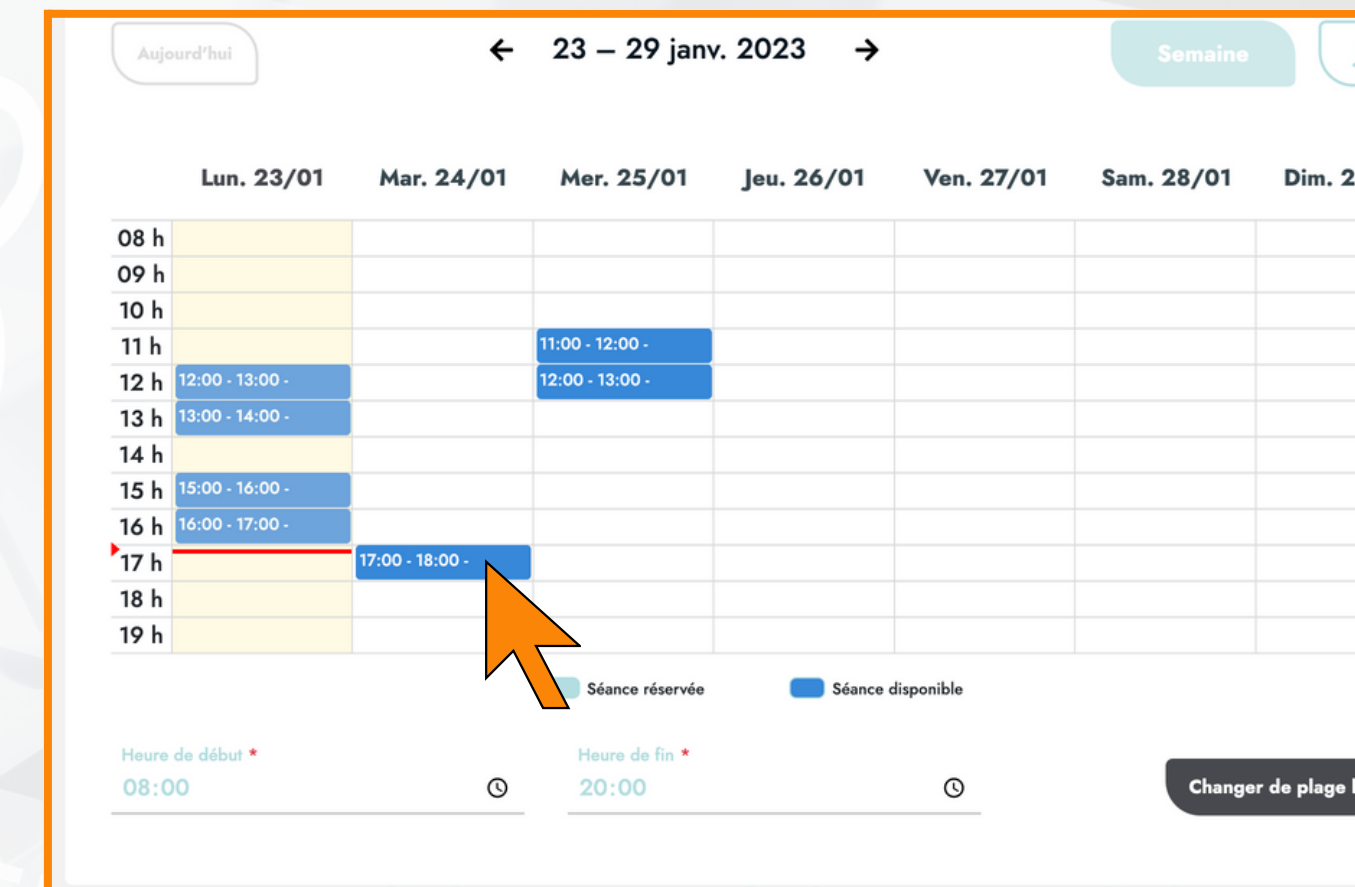 Aujourd'hui
23 – 29 janv. 2023
Semaine
Lun. 23/01 Mar. 24/01 Mer. 25/01 Jeu. 26/01 Ven. 27/01 Sam. 28/01 Dim. 2
08 h
09 h
10 h
11 h 11:00 - 12:00 -
12 h 12:00 - 13:00 - 12:00 - 13:00 -
13 h 13:00 - 14:00 -
14 h
15 h 15:00 - 16:00 -
16 h 16:00 - 17:00 -
17 h 17:00 - 18:00 -
18 h
19 h
Séance réservée Séance disponible
Heure de début * Heure de fin *
08:00 20:00
Changer de plage